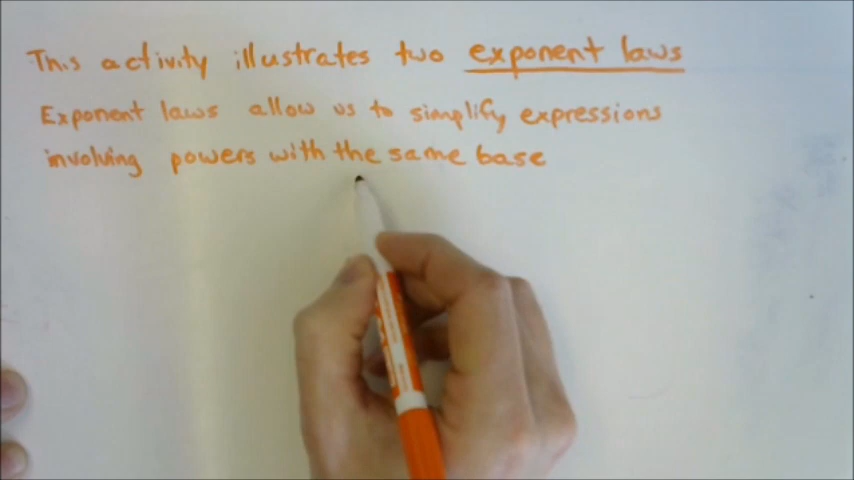 This activity illustrates two exponent laws
Exponent laws allow us to simplify expressions
involving powers with the same base